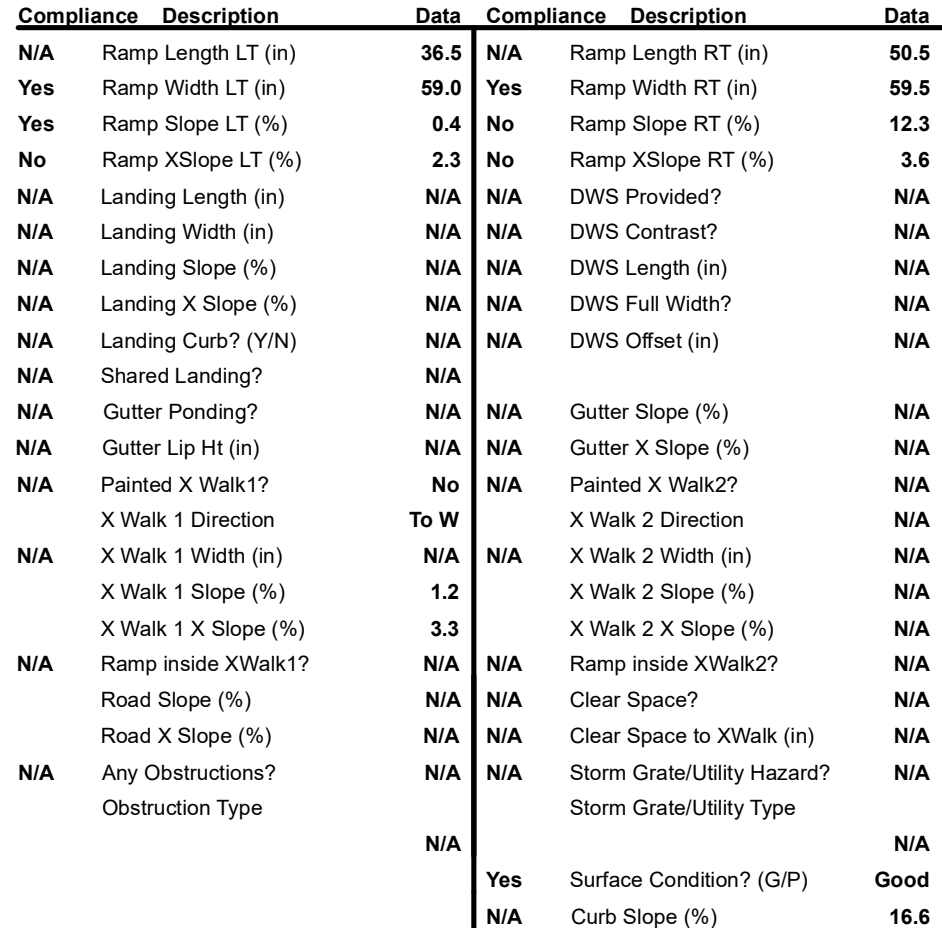 Compliance Description Data Compliance Description Data
N/A Ramp Length LT (in) 36.5 N/A Ramp Length RT (in) 50.5
Yes Ramp Width LT (in) 59.0 Yes Ramp Width RT (in) 59.5
Yes Ramp Slope LT (%) 0.4 No Ramp Slope RT (%) 12.3
No Ramp XSlope LT (%) 2.3 No Ramp XSlope RT (%) 3.6
N/A Landing Length (in) N/A N/A DWS Provided? N/A
N/A Landing Width (in) N/A N/A DWS Contrast? N/A
N/A Landing Slope (%) N/A N/A DWS Length (in) N/A
N/A Landing X Slope (%) N/A N/A DWS Full Width? N/A
N/A Landing Curb? (Y/N) N/A N/A DWS Offset (in) N/A
N/A Shared Landing? N/A
N/A Gutter Ponding? N/A N/A Gutter Slope (%) N/A
N/A Gutter Lip Ht (in) N/A N/A Gutter X Slope (%) N/A
N/A Painted X Walk1? No N/A Painted X Walk2? N/A
X Walk 1 Direction To W X Walk 2 Direction N/A
N/A X Walk 1 Width (in) N/A N/A X Walk 2 Width (in) N/A
X Walk 1 Slope (%) 1.2 X Walk 2 Slope (%) N/A
X Walk 1 X Slope (%) 3.3 X Walk 2 X Slope (%) N/A
N/A Ramp inside XWalk1? N/A N/A Ramp inside XWalk2? N/A
Road Slope (%) N/A N/A Clear Space? N/A
Road X Slope (%) N/A N/A Clear Space to XWalk (in) N/A
N/A Any Obstructions? N/A N/A Storm Grate/Utility Hazard? N/A
Obstruction Type Storm Grate/Utility Type
N/A N/A
Yes Surface Condition? (G/P) Good
N/A Curb Slope (%) 16.6